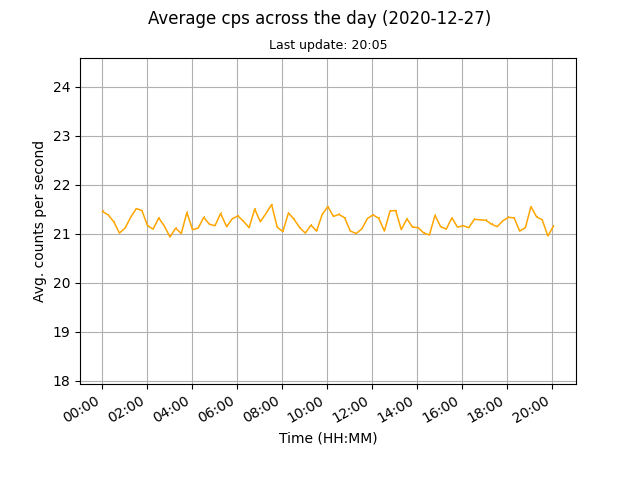 Average cps across the day (2020-12-27)
Last update: 20:05
Avg. counts per second
24
23
22
21
20
19
18
00:00 02:00 04:00 06:00 08:00 10:00 12:00 14:00 16:00 18:00 20:00
Time (HH:MM)